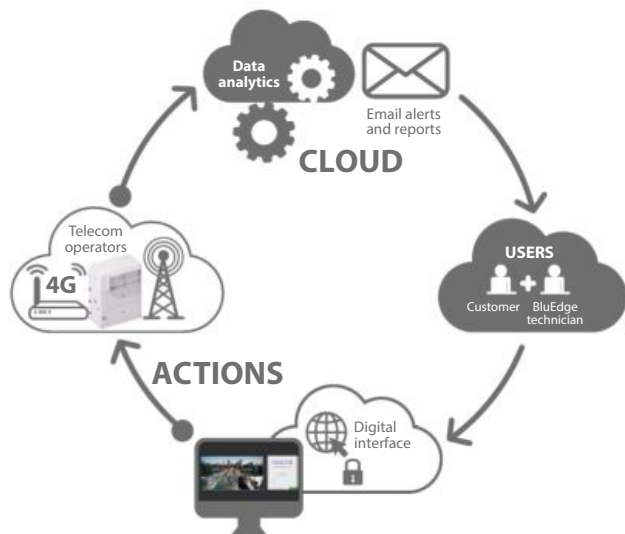 Data
analytics
Email alerts
and reports
CLOUD
Telecom
operators
4G
USERS
Customer
BluEdge
technician
ACTIONS
Digital
interface